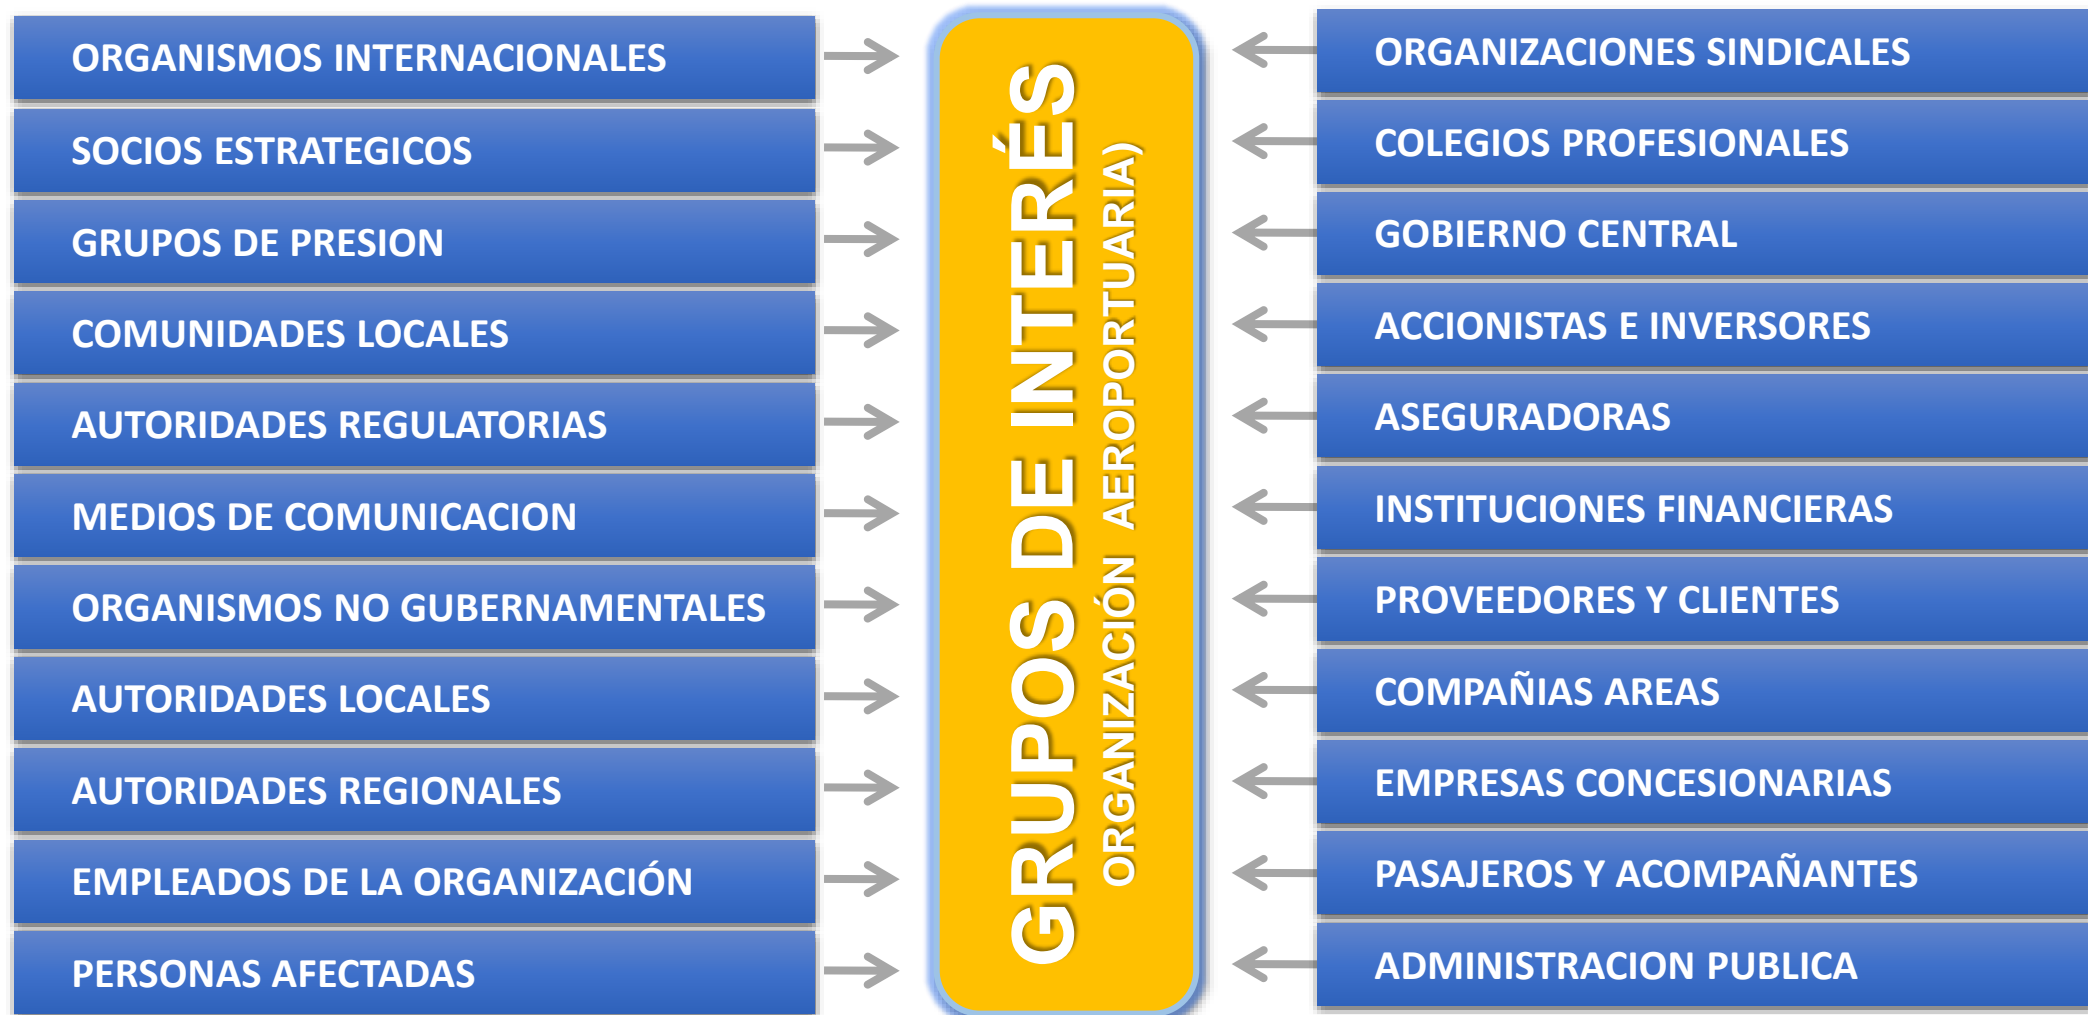 ORGANISMOS INTERNACIONALES
SOCIOS ESTRATEGICOS
GRUPOS DE PRESION
COMUNIDADES LOCALES
AUTORIDADES REGULATORIAS
MEDIOS DE COMUNICACION
ORGANISMOS NO GUBERNAMENTALES
AUTORIDADES LOCALES
AUTORIDADES REGIONALES
EMPLEADOS DE LA ORGANIZACIÓN
PERSONAS AFECTADAS
GRUPOS DE INTERÉS
ORGANIZACIÓN AEROPORTUARIA)
ORGANIZACIONES SINDICALES
COLEGIOS PROFESIONALES
GOBIERNO CENTRAL
ACCIONISTAS E INVERSORES
ASEGURADORAS
INSTITUCIONES FINANCIERAS
PROVEEDORES Y CLIENTES
COMPAÑIAS AREAS
EMPRESAS CONCESIONARIAS
PASAJEROS Y ACOMPAÑANTES
ADMINISTRACION PUBLICA